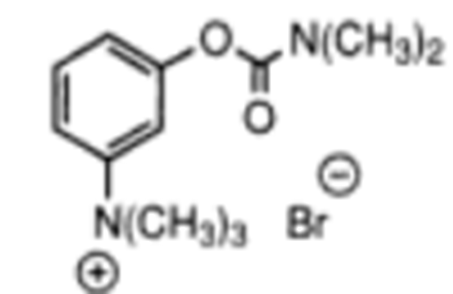 O N(CH₃)₂
O
⊖
N(CH₃)₃ Br
⊕